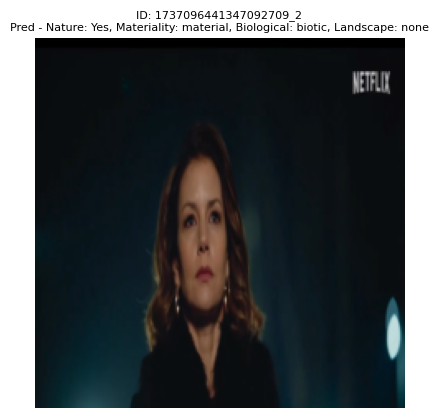 ID: 1737096441347092709_2
Pred - Nature: Yes, Materiality: material, Biological: biotic, Landscape: none
NETFLIX